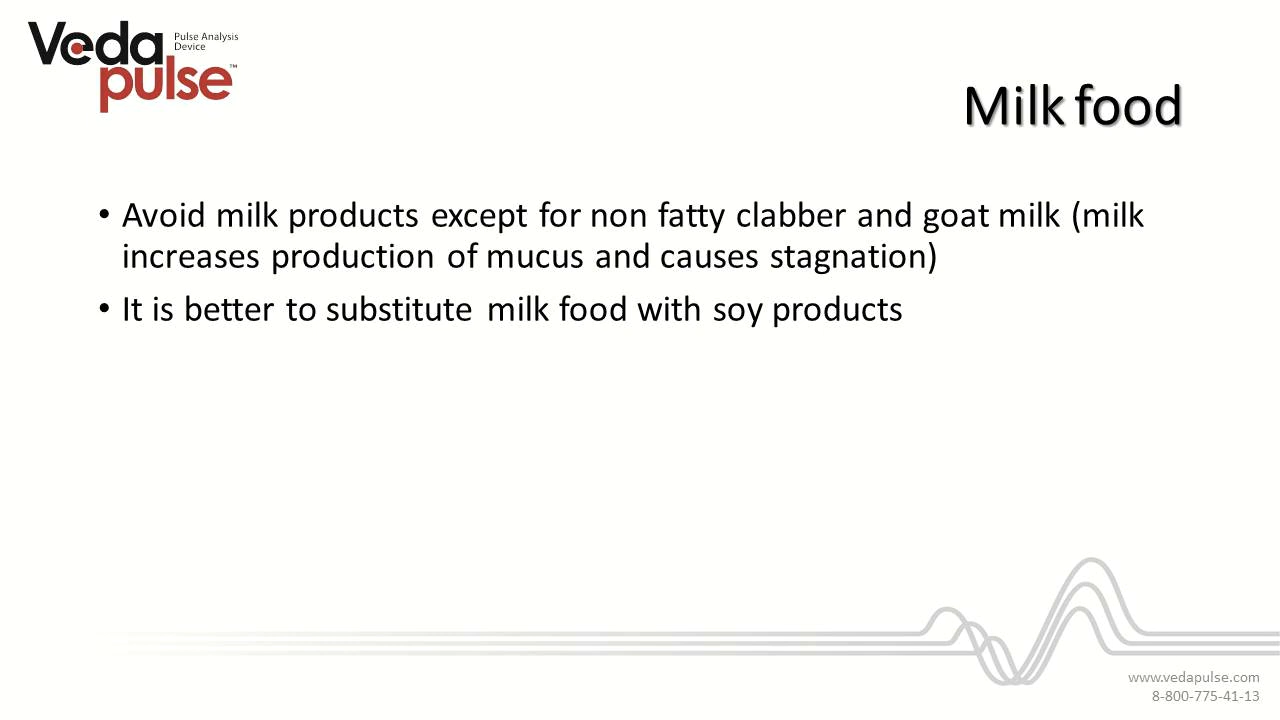 Veda
pulse™
Pulse Analysis
Device
Milk food
• Avoid milk products except for non fatty clabber and goat milk (milk
increases production of mucus and causes stagnation)
• It is better to substitute milk food with soy products
www.vedapulse.com
8-800-775-41-13